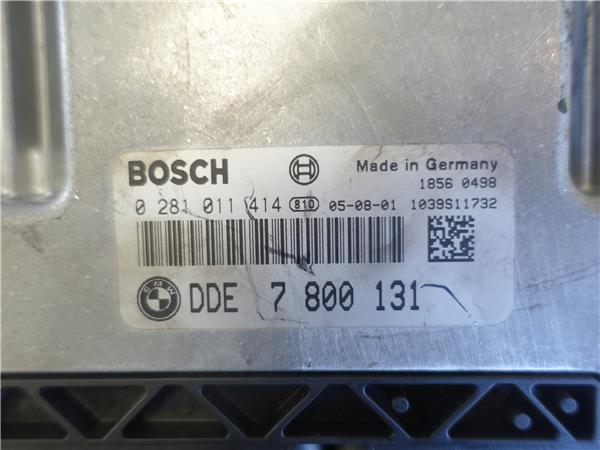 BOSCH
Made in Germany
1856 0498
0 281 011 414 810 05-08-01 1039S11732
BMW
DDE 7 800 131